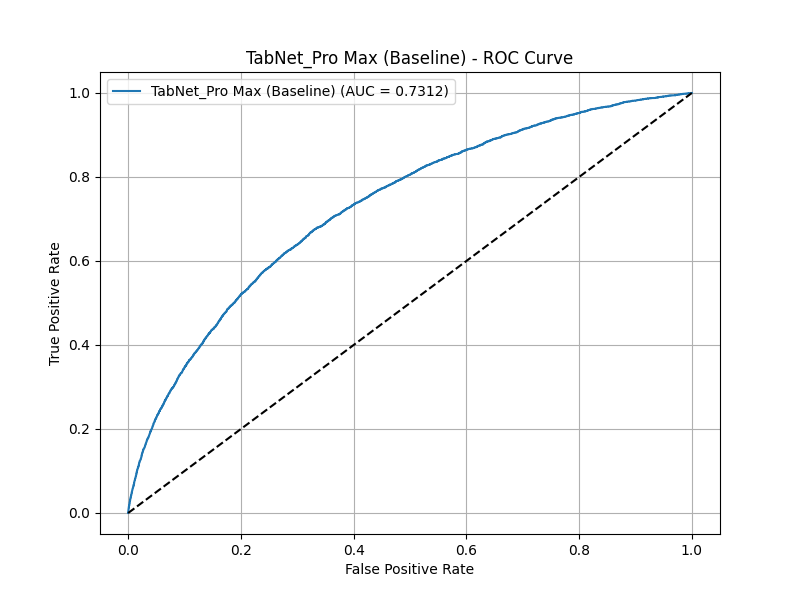 TabNet_Pro Max (Baseline) - ROC Curve
TabNet_Pro Max (Baseline) (AUC = 0.7312)
1.0
0.8
0.6
0.4
0.2
0.0
True Positive Rate
0.0 0.2 0.4 0.6 0.8 1.0
False Positive Rate